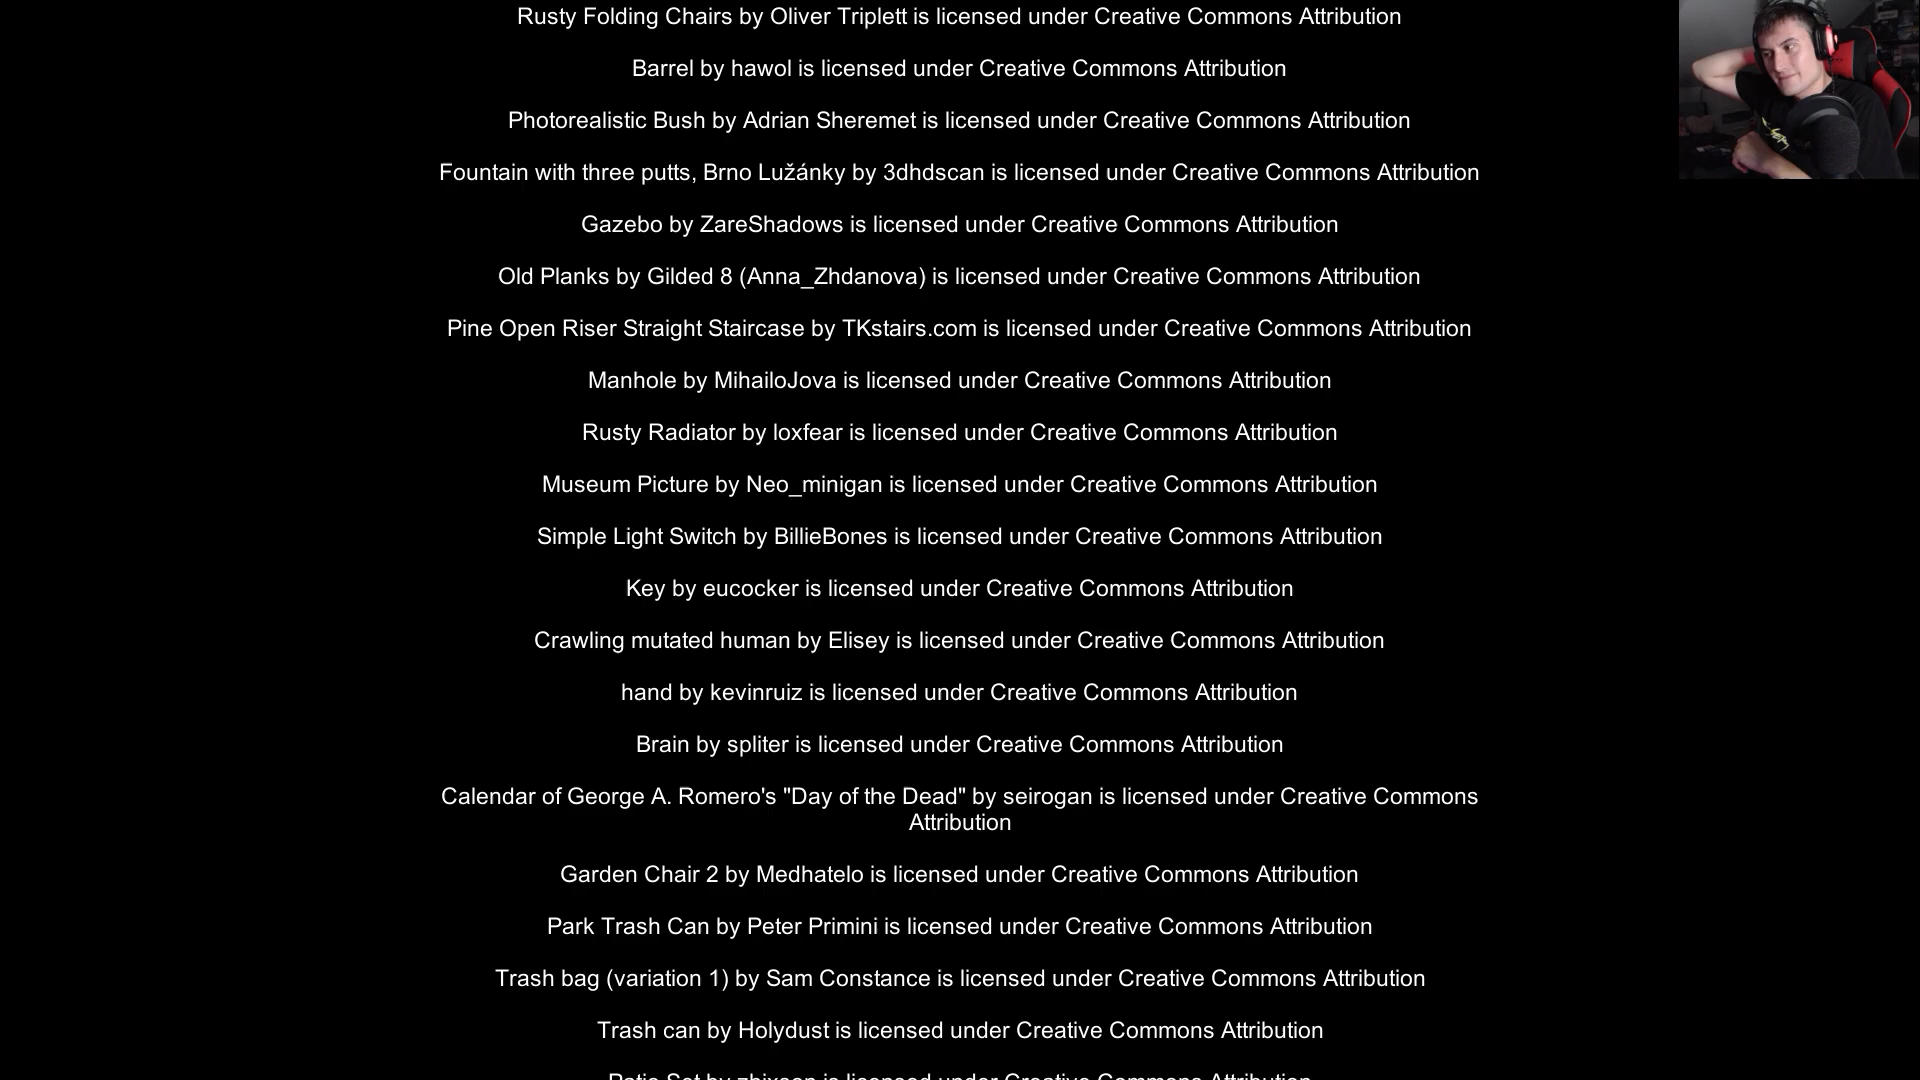 Rusty Folding Chairs by Oliver Triplett is licensed under Creative Commons Attribution
Barrel by hawol is licensed under Creative Commons Attribution
Photorealistic Bush by Adrian Sheremet is licensed under Creative Commons Attribution
Fountain with three putts, Brno Lužánky by 3dhdscan is licensed under Creative Commons Attribution
Gazebo by ZareShadows is licensed under Creative Commons Attribution
Old Planks by Gilded 8 (Anna_Zhdanova) is licensed under Creative Commons Attribution
Pine Open Riser Straight Staircase by TKstairs.com is licensed under Creative Commons Attribution
Manhole by MihailoJova is licensed under Creative Commons Attribution
Rusty Radiator by loxfear is licensed under Creative Commons Attribution
Museum Picture by Neo_minigan is licensed under Creative Commons Attribution
Simple Light Switch by BillieBones is licensed under Creative Commons Attribution
Key by eucocker is licensed under Creative Commons Attribution
Crawling mutated human by Elisey is licensed under Creative Commons Attribution
hand by kevinruiz is licensed under Creative Commons Attribution
Brain by spliter is licensed under Creative Commons Attribution
Calendar of George A. Romero's "Day of the Dead" by seirogan is licensed under Creative Commons
Attribution
Garden Chair 2 by Medhatelo is licensed under Creative Commons Attribution
Park Trash Can by Peter Primini is licensed under Creative Commons Attribution
Trash bag (variation 1) by Sam Constance is licensed under Creative Commons Attribution
Trash can by Holydust is licensed under Creative Commons Attribution
Patio Set by is licensed under Creative Commons Attribution